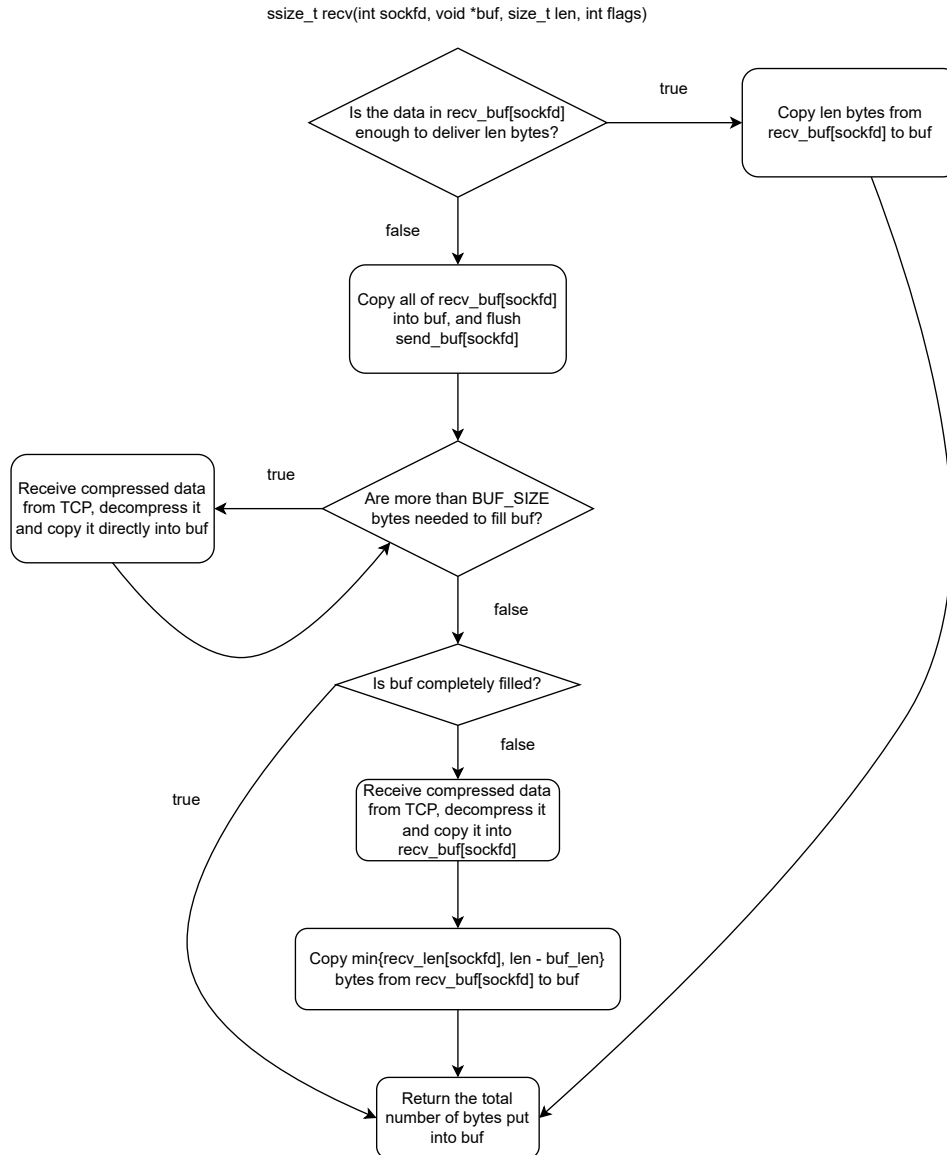 ssize_t recv(int sockfd, void *buf, size_t len, int flags)
Is the data in recv_buf[sockfd]
enough to deliver len bytes?
true
Copy len bytes from
recv_buf[sockfd] to buf
false
Copy all of recv_buf[sockfd]
into buf, and flush
send_buf[sockfd]
Are more than BUF_SIZE
bytes needed to fill buf?
true
Receive compressed data
from TCP, decompress it
and copy it directly into buf
false
Is buf completely filled?
false
true
Receive compressed data
from TCP, decompress it
and copy it into
recv_buf[sockfd]
Copy min{recv_len[sockfd], len - buf_len}
bytes from recv_buf[sockfd] to buf
Return the total
number of bytes put
into buf